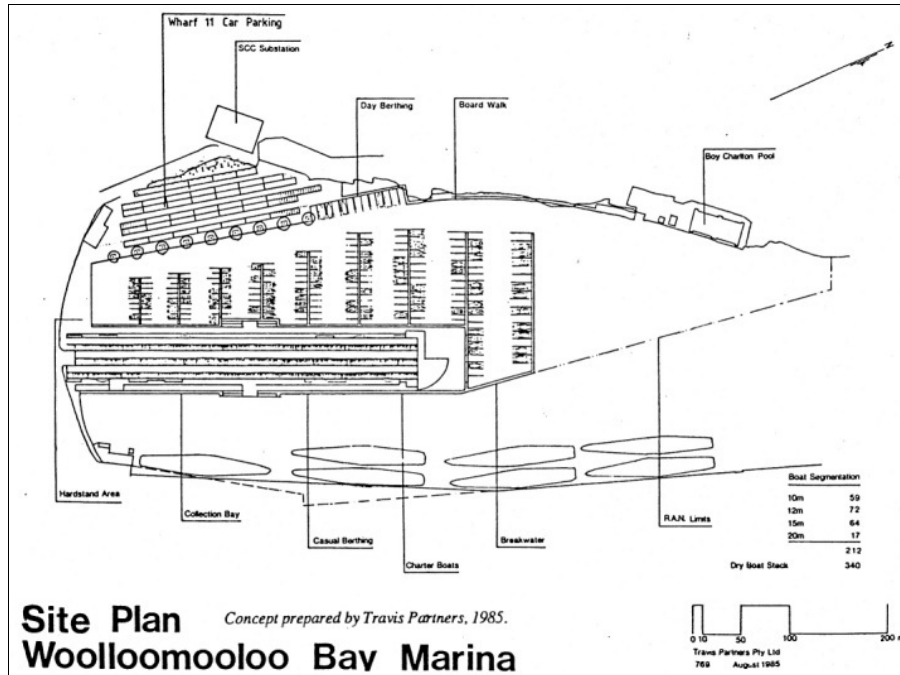 Wharf 11 Car Parking
SCC Substation
N
Day Berthing
Board Walk
Boy Charlton Pool
Hardstand Area
Collection Bay
Casual Berthing
Charter Boats
Breakwater
R.A.N. Limits
Boat Segmentation
10m 59
12m 72
15m 64
20m 17
212
Dry Boat Stack 340
Site Plan
Concept prepared by Travis Partners, 1985.
Woolloomooloo Bay Marina
0 10 50 100 200 m
Travis Partners Pty Ltd
769 August 1985